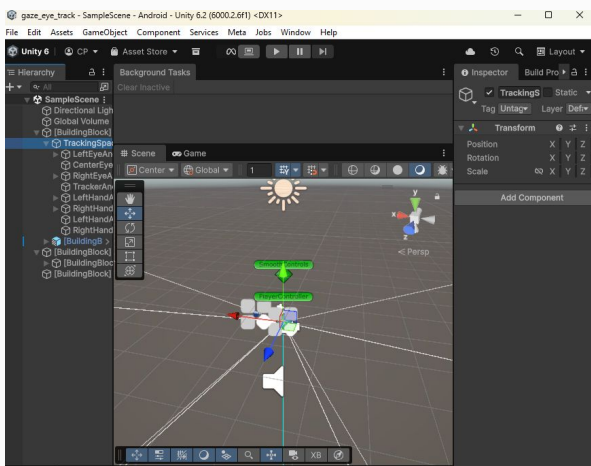 gaze_eye_track - SampleScene - Android - Unity 6.2 (6000.2.6f1) <DX11>
File Edit Assets GameObject Component Services Meta Jobs Window Help
Unity 6 CP Asset Store Layout
Hierarchy
All
SampleScene
Directional Ligh
Global Volume
[BuildingBlock]
TrackingSpa
LeftEyeAn
CenterEye
RightEyeA
TrackerAn
LeftHandA
RightHand
LeftHandA
RightHand
[BuildingB
[BuildingBlock]
[BuildingBloc
[BuildingBlock]
Background Tasks
Clear Inactive
Scene Game
Center Global 1
y
x
z
Persp
SmoothControls
PlayerController
XB
Inspector Build Pro
TrackingS Static
Tag Untag Layer Def
Transform
Position X Y Z
Rotation X Y Z
Scale X Y Z
Add Component